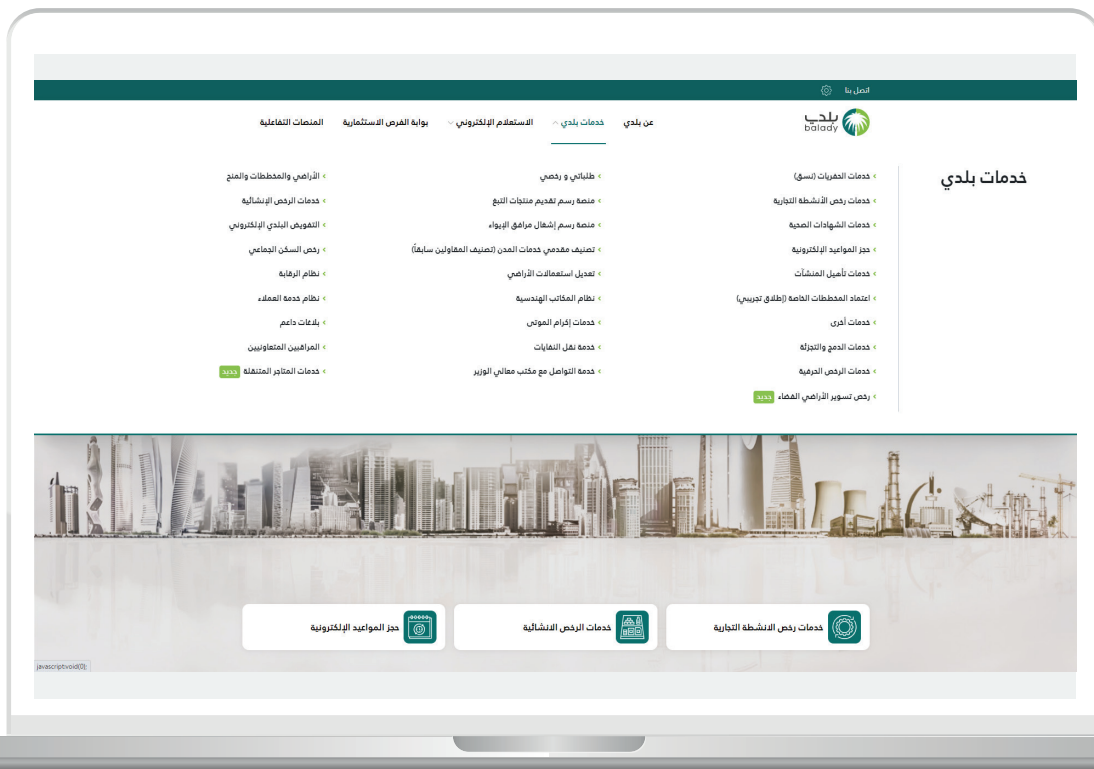 اتصل بنا
بلدي
balady
عن بلدي
خدمات بلدي
الاستعلام الإلكتروني
بوابة الفرص الاستثمارية
المنصات التفاعلية
خدمات بلدي
خدمات الحفريات (نسق)
خدمات رخص الأنشطة التجارية
خدمات الشهادات الصحية
حجز المواعيد الإلكترونية
خدمات تأهيل المنشآت
اعتماد المخططات الخاصة (إطلاق تجريبي)
خدمات أخرى
خدمات الدمج والتجزئة
خدمات الرخص الحرفية
رخص تسوير الأراضي الفضاء جديد
طلباتي و رخصي
منصة رسم تقديم منتجات التبغ
منصة رسم إشغال مرافق الإيواء
تصنيف مقدمي خدمات المدن (تصنيف المقاولين سابقاً)
تعديل استعمالات الأراضي
نظام المكاتب الهندسية
خدمات إكرام الموتى
خدمة نقل النفايات
خدمة التواصل مع مكتب معالي الوزير
الأراضي والمخططات والمنح
خدمات الرخص الإنشائية
التفويض البلدي الإلكتروني
رخص السكن الجماعي
نظام الرقابة
نظام خدمة العملاء
بلاغات داعم
المراقبين المتعاونيين
خدمات المتاجر المتنقلة جديد
خدمات رخص الانشطة التجارية
خدمات الرخص الانشائية
حجز المواعيد الإلكترونية
javascript:void(0);